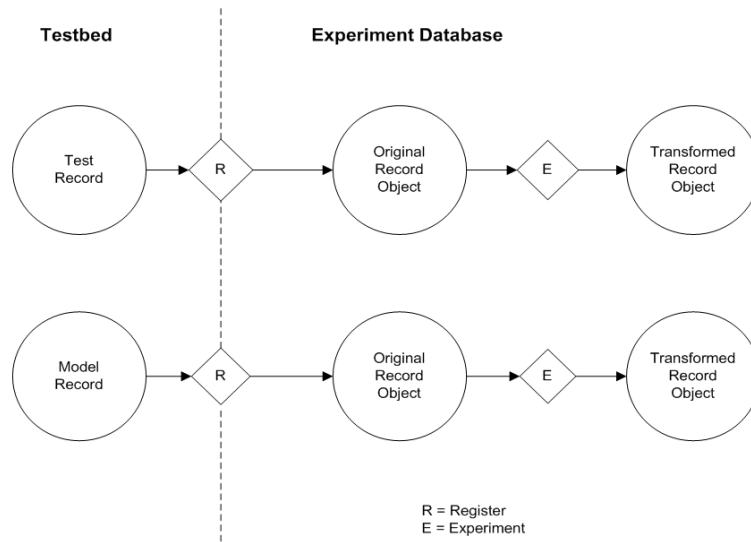 Testbed
Experiment Database
Test
Record
R
Original
Record
Object
E
Transformed
Record
Object
Model
Record
R
Original
Record
Object
E
Transformed
Record
Object
R = Register
E = Experiment